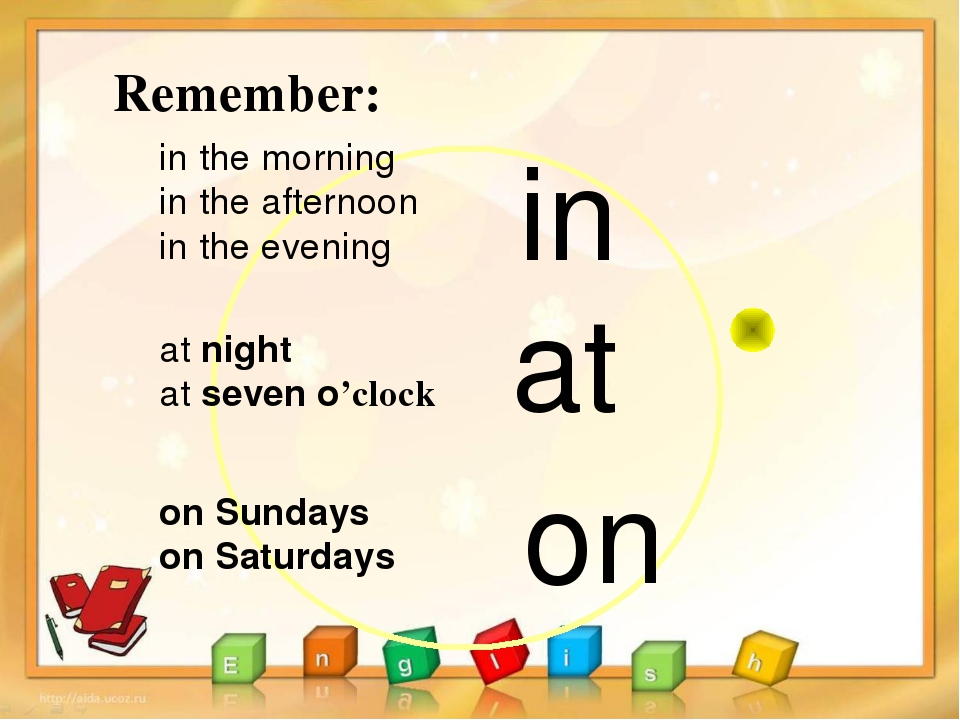 Remember:
in the morning
in the afternoon
in the evening
in
at night
at seven o’clock
at
on Sundays
on Saturdays
on
E n g l i s h
http://aida.ucoz.ru